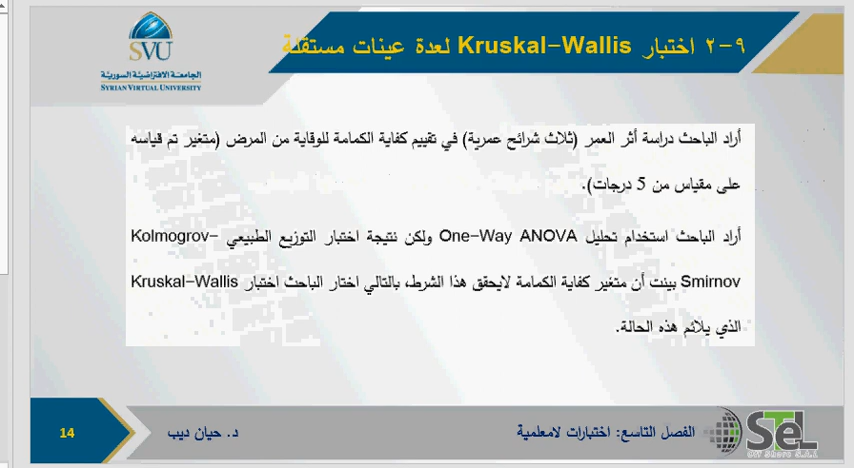 SVU
الجامعة الافتراضية السورية
SYRIAN VIRTUAL UNIVERSITY
٩-٢ اختبار Kruskal-Wallis لعدة عينات مستقلة
أراد الباحث دراسة أثر العمر (ثلاث شرائح عمرية) في تقييم كفاية الكمامة للوقاية من المرض (متغير تم قياسه
على مقياس من 5 درجات).
أراد الباحث استخدام تحليل One-Way ANOVA ولكن نتيجة اختبار التوزيع الطبيعي Kolmogrov-
Smirnov بينت أن متغير كفاية الكمامة لايحقق هذا الشرط، بالتالي اختار الباحث اختبار Kruskal-Wallis
الذي يلائم هذه الحالة.
14
د. حيان ديب
الفصل التاسع: اختبارات لامعلمية
STeL
Off Shore S.A.L